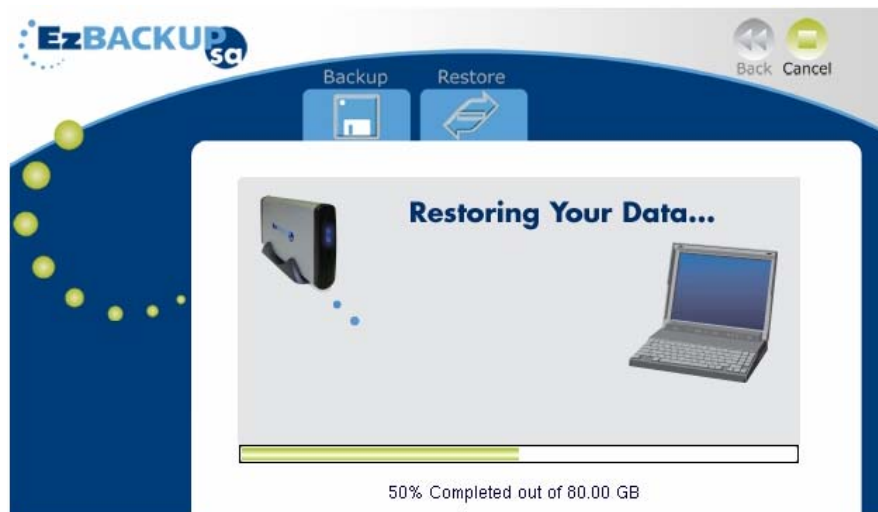 EzBACKUP
sa
Back Cancel
Backup Restore
Restoring Your Data...
50% Completed out of 80.00 GB